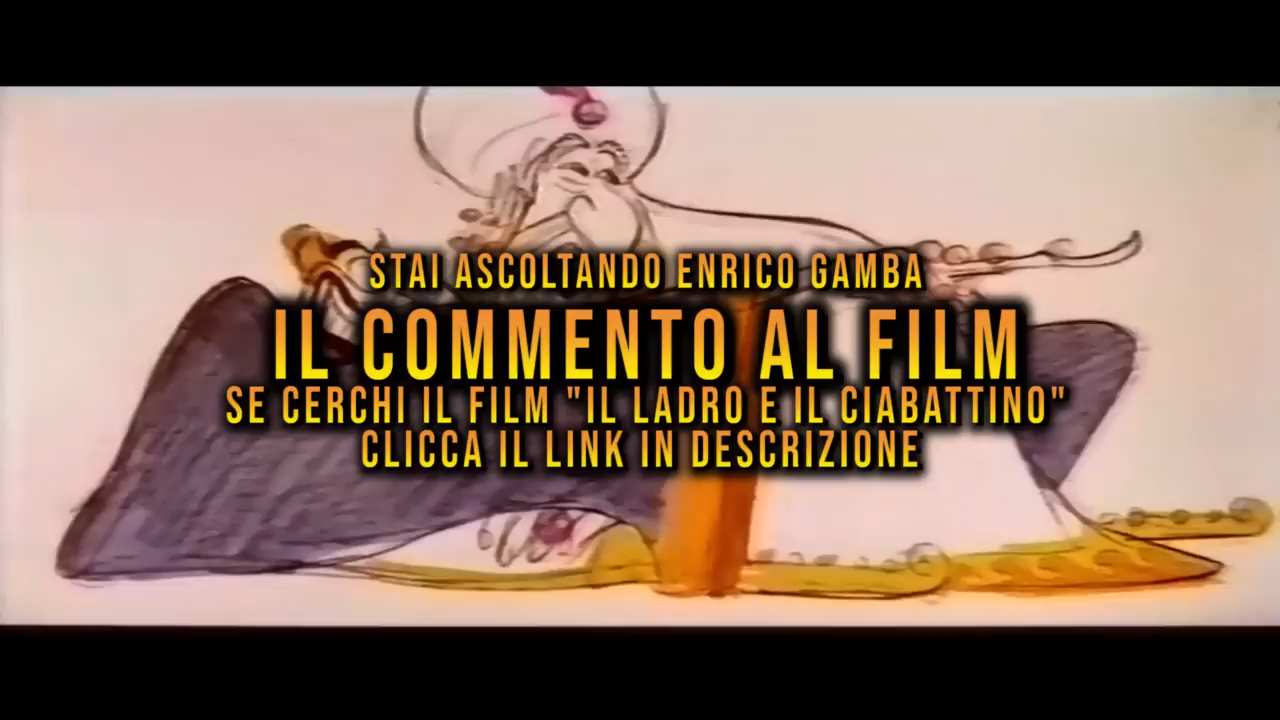 STAI ASCOLTANDO ENRICO GAMBA
IL COMMENTO AL FILM
SE CERCHI IL FILM "IL LADRO E IL CIABATTINO"
CLICCA IL LINK IN DESCRIZIONE